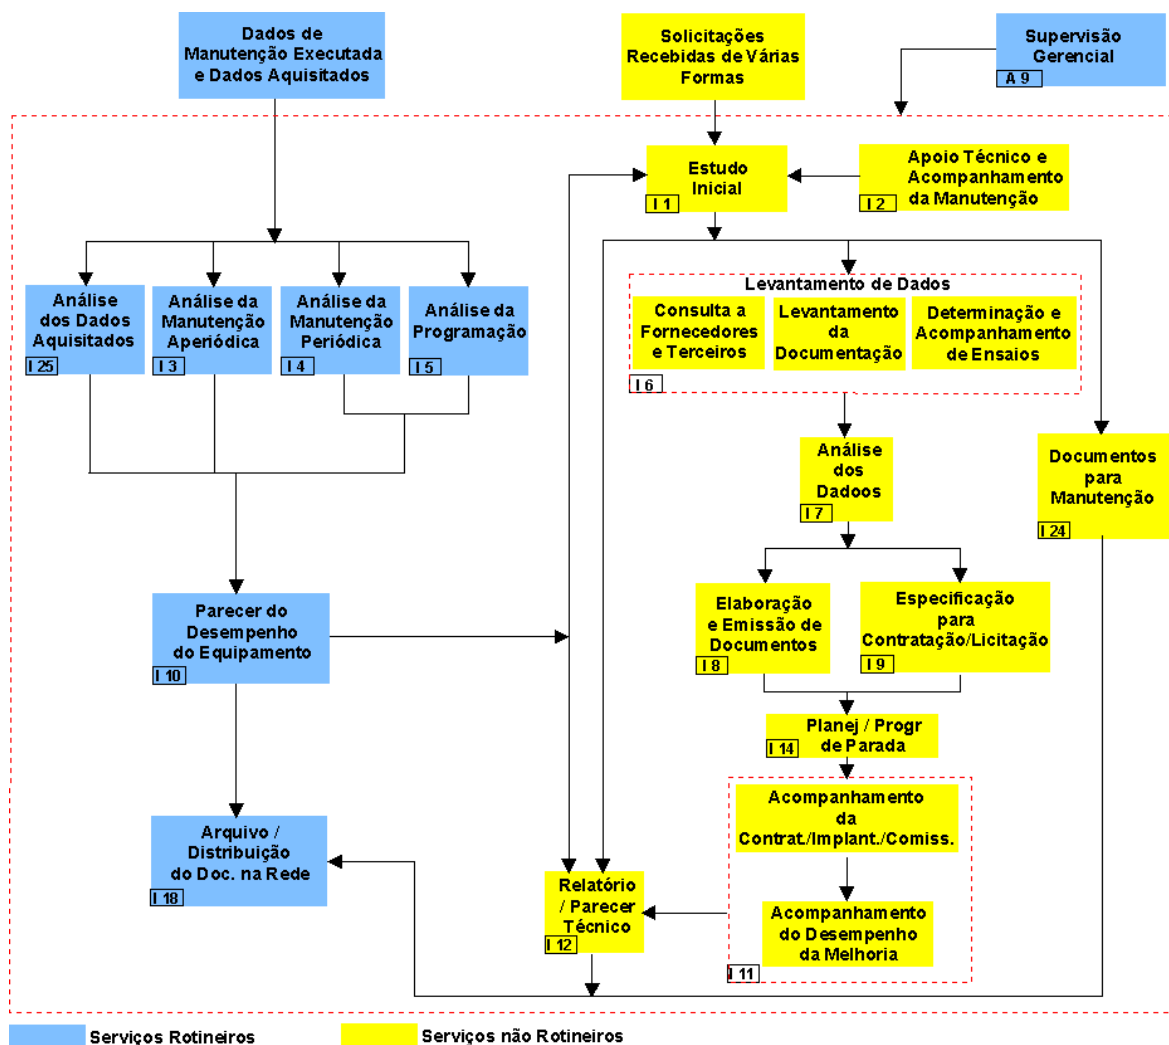 Dados de
Manutenção Executada
e Dados Aquisitados
Solicitações
Recebidas de Várias
Formas
Supervisão
Gerencial
A 9
Estudo
Inicial
I 1
Apoio Técnico e
Acompanhamento
da Manutenção
I 2
Análise
dos Dados
Aquisitados
I 25
Análise da
Manutenção
Aperiódica
I 3
Análise da
Manutenção
Periódica
I 4
Análise da
Programação
I 5
Levantamento de Dados
Consulta a
Fornecedores
e Terceiros
Levantamento
da
Documentação
Determinação e
Acompanhamento
de Ensaios
I 6
Análise
dos
Dadoos
I 7
Documentos
para
Manutenção
I 24
Elaboração
e Emissão de
Documentos
I 8
Especificação
para
Contratação/Licitação
I 9
Parecer do
Desempenho
do Equipamento
I 10
Planej / Progr
de Parada
I 14
Acompanhamento
da
Contrat./Implant./Comiss.
Arquivo /
Distribuição
do Doc. na Rede
I 18
Relatório
/ Parecer
Técnico
I 12
Acompanhamento
do Desempenho
da Melhoria
I 11
Serviços Rotineiros
Serviços não Rotineiros